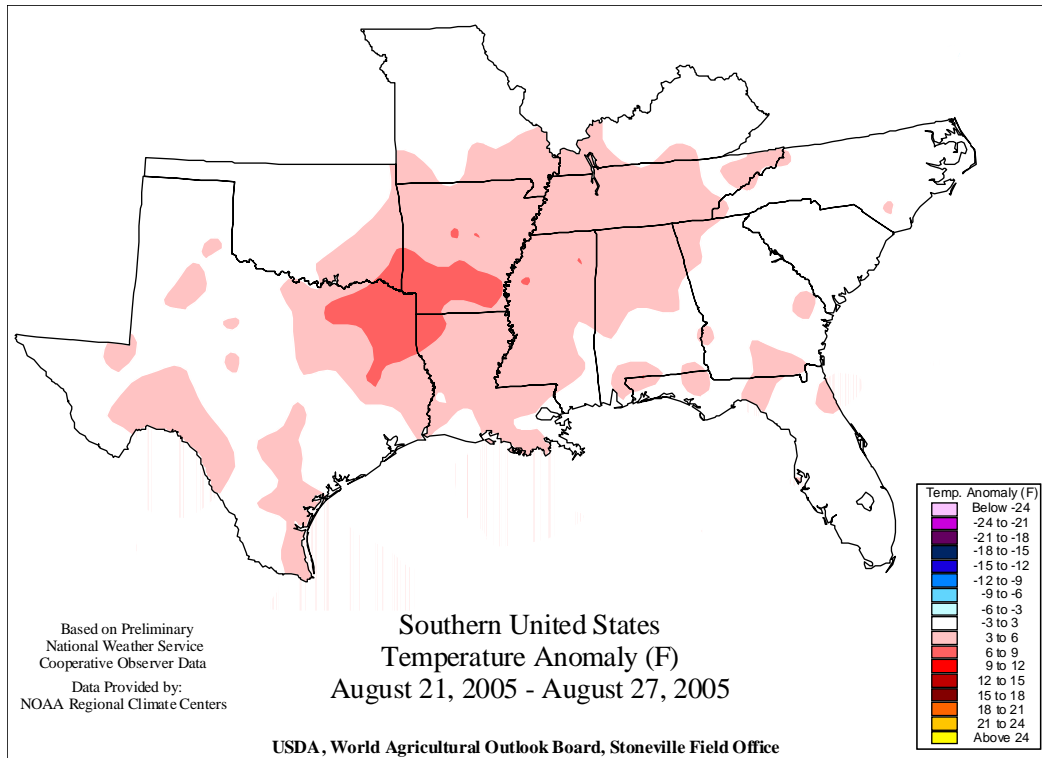 Temp. Anomaly (F)
Below -24
-24 to -21
-21 to -18
-18 to -15
-15 to -12
-12 to -9
-9 to -6
-6 to -3
-3 to 3
3 to 6
6 to 9
9 to 12
12 to 15
15 to 18
18 to 21
21 to 24
Above 24
Based on Preliminary
National Weather Service
Cooperative Observer Data
Data Provided by:
NOAA Regional Climate Centers
Southern United States
Temperature Anomaly (F)
August 21, 2005 - August 27, 2005
USDA, World Agricultural Outlook Board, Stoneville Field Office